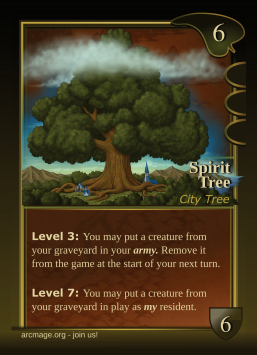 6
Spirit
Tree
City Tree
Level 3: You may put a creature from
your graveyard in your army. Remove it
from the game at the start of your next turn.
Level 7: You may put a creature from
your graveyard in play as my resident.
6
arcmage.org - join us!